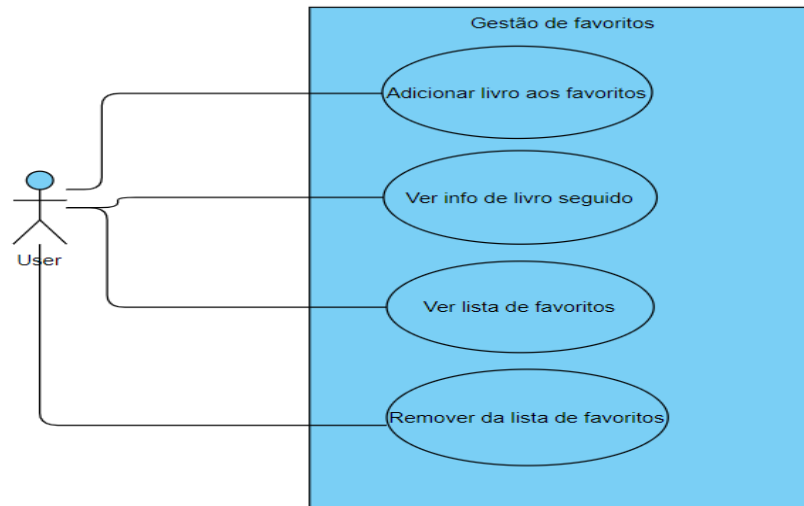 Gestão de favoritos
Adicionar livro aos favoritos
Ver info de livro seguido
User
Ver lista de favoritos
Remover da lista de favoritos